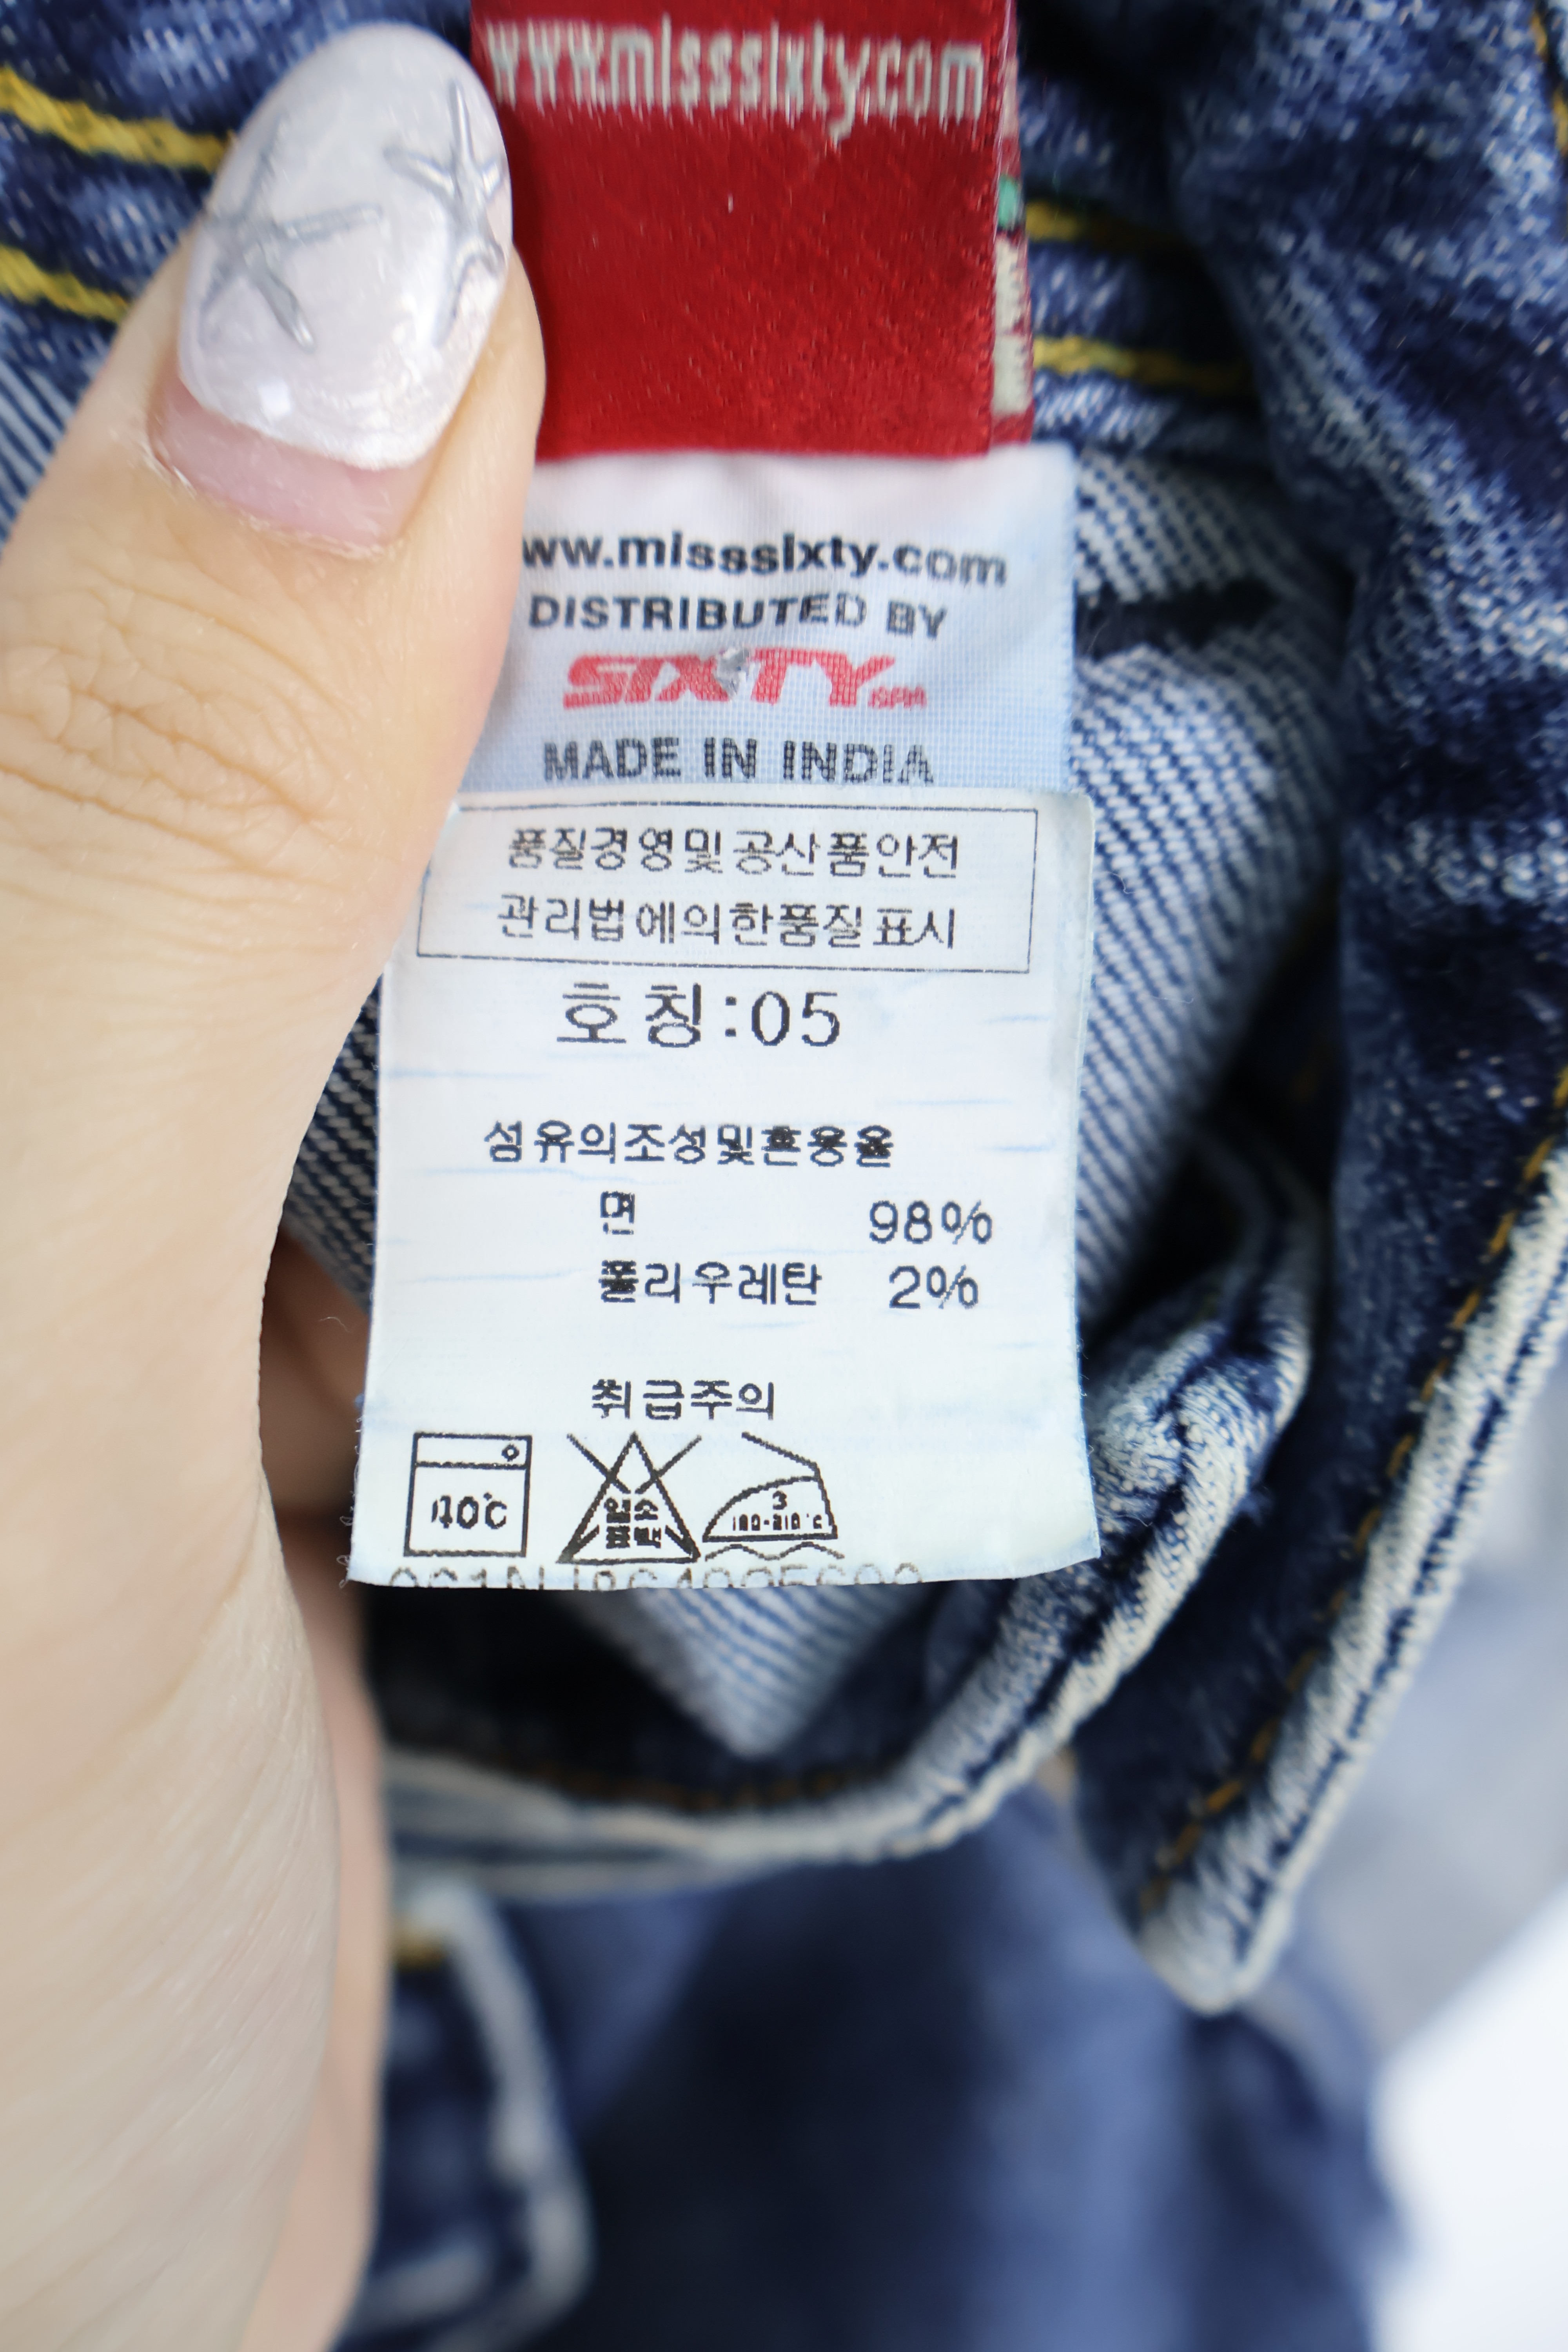 www.misssixty.com
ww.misssixty.com
DISTRIBUTED BY
SIXTY SPA
MADE IN INDIA
품질경영및공산품안전
관리법에의한품질표시
호칭:05
섬유의조성및혼용율
면 98%
폴리우레탄 2%
취급주의
40℃
염소
표백
3
180-210℃